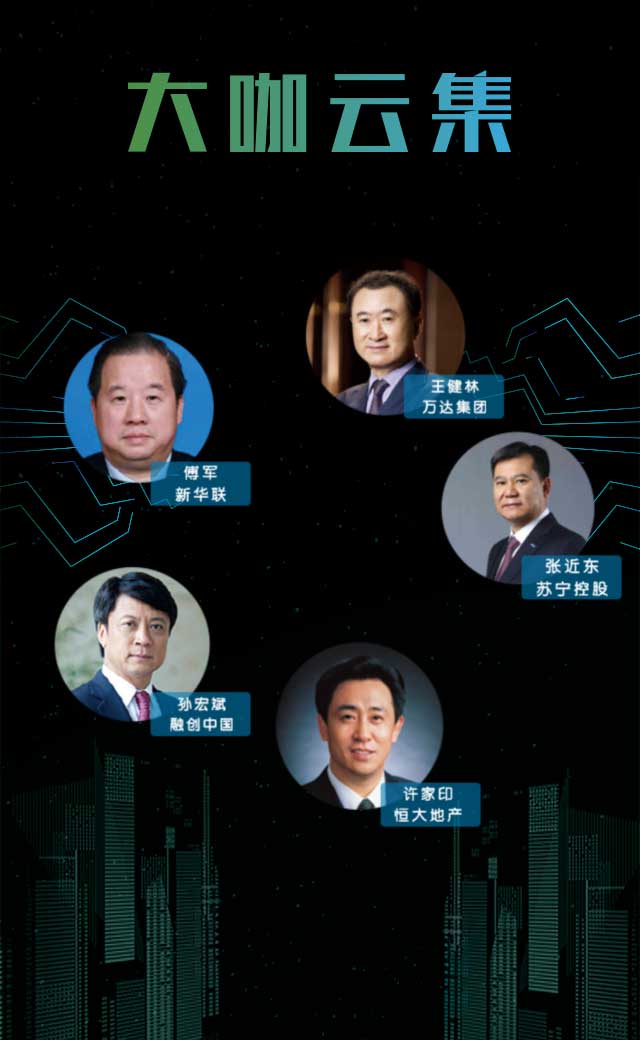 大咖云集
王健林
万达集团
傅军
新华联
张近东
苏宁控股
孙宏斌
融创中国
许家印
恒大地产